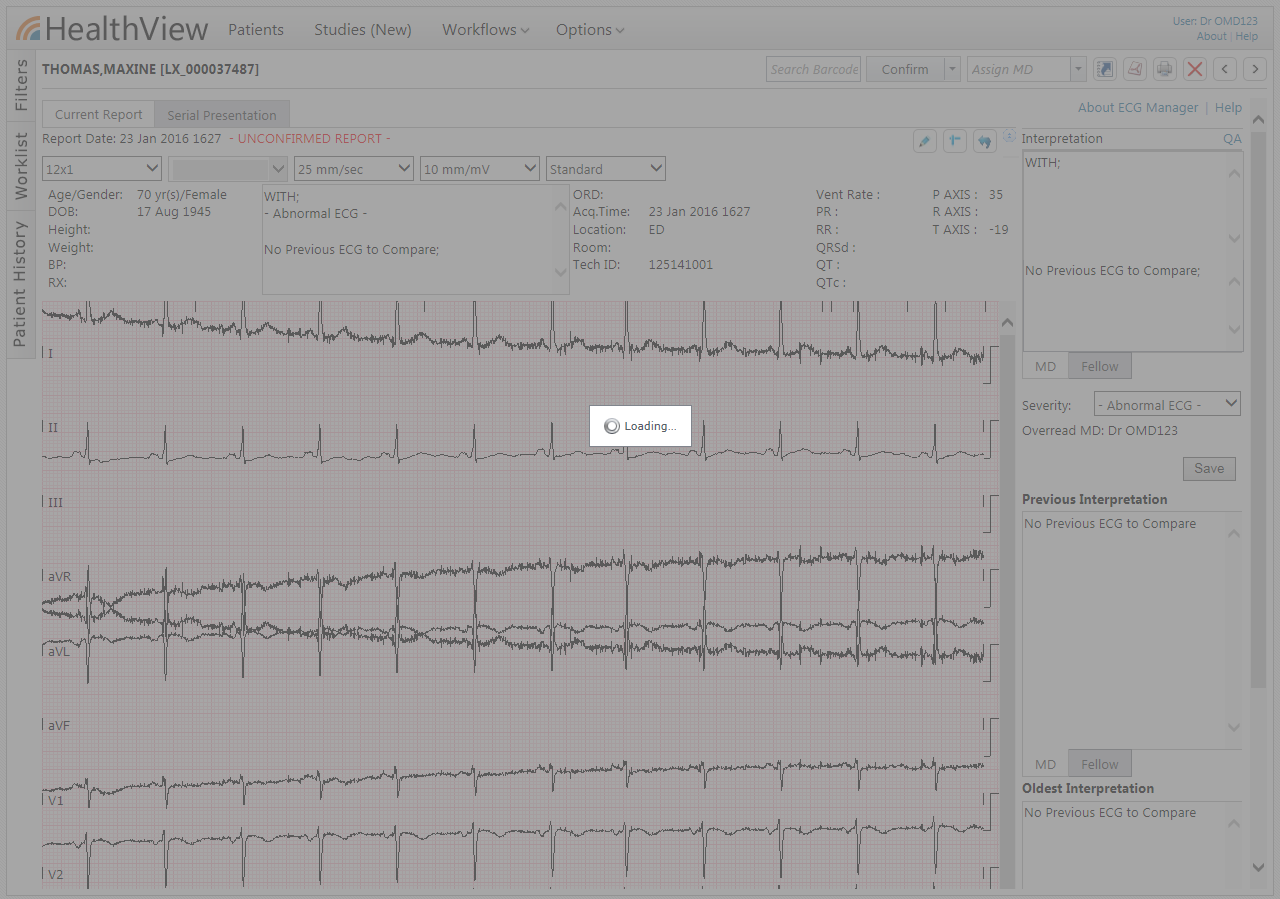 HealthView
Patients
Studies (New)
Workflows
Options
User: Dr OMD123
About | Help
Filters
Worklist
Patient History
THOMAS,MAXINE [LX_000037487]
Search Barcode
Confirm
Assign MD
Current Report
Serial Presentation
About ECG Manager | Help
Report Date: 23 Jan 2016 1627 - UNCONFIRMED REPORT -
12x1
25 mm/sec
10 mm/mV
Standard
Age/Gender: 70 yr(s)/Female
DOB: 17 Aug 1945
Height:
Weight:
BP:
RX:
WITH;
- Abnormal ECG -
No Previous ECG to Compare;
ORD:
Acq.Time: 23 Jan 2016 1627
Location: ED
Room:
Tech ID: 125141001
Vent Rate :
PR :
RR :
QRSd :
QT :
QTc :
P AXIS : 35
R AXIS :
T AXIS : -19
I
II
III
aVR
aVL
aVF
V1
V2
Loading...
Interpretation
QA
WITH;
No Previous ECG to Compare;
MD
Fellow
Severity: - Abnormal ECG -
Overread MD: Dr OMD123
Save
Previous Interpretation
No Previous ECG to Compare
MD
Fellow
Oldest Interpretation
No Previous ECG to Compare